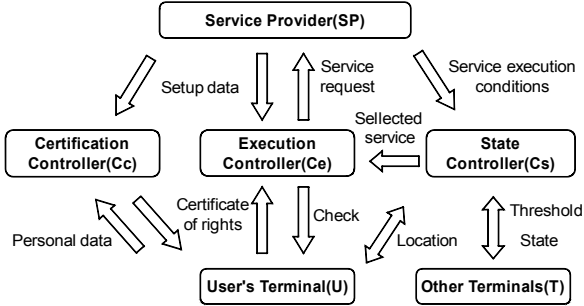 Service Provider(SP)
Setup data
Service
request
Service execution
conditions
Certification
Controller(Cc)
Execution
Controller(Ce)
Sellected
service
State
Controller(Cs)
Personal data
Certificate
of rights
Check
Location
Threshold
State
User's Terminal(U)
Other Terminals(T)